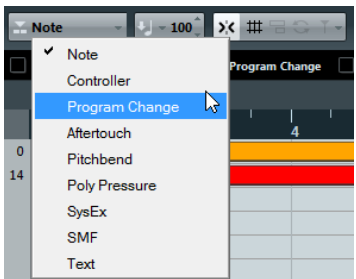 Note 100
Program Change
4
Note
Controller
Program Change
Aftertouch
Pitchbend
Poly Pressure
SysEx
SMF
Text
0
14